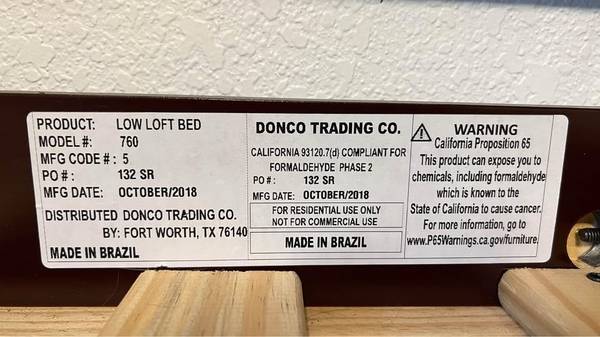 PRODUCT: LOW LOFT BED
MODEL #: 760
MFG CODE #: 5
PO #: 132 SR
MFG DATE: OCTOBER/2018
DISTRIBUTED DONCO TRADING CO.
BY: FORT WORTH, TX 76140
MADE IN BRAZIL
DONCO TRADING CO.
CALIFORNIA 93120.7(d) COMPLIANT FOR
FORMALDEHYDE PHASE 2
PO #: 132 SR
MFG DATE: OCTOBER/2018
FOR RESIDENTIAL USE ONLY
NOT FOR COMMERCIAL USE
MADE IN BRAZIL
WARNING
California Proposition 65
This product can expose you to
chemicals, including formaldehyde
which is known to the
State of California to cause cancer.
For more information, go to
www.P65Warnings.ca.gov/furniture.